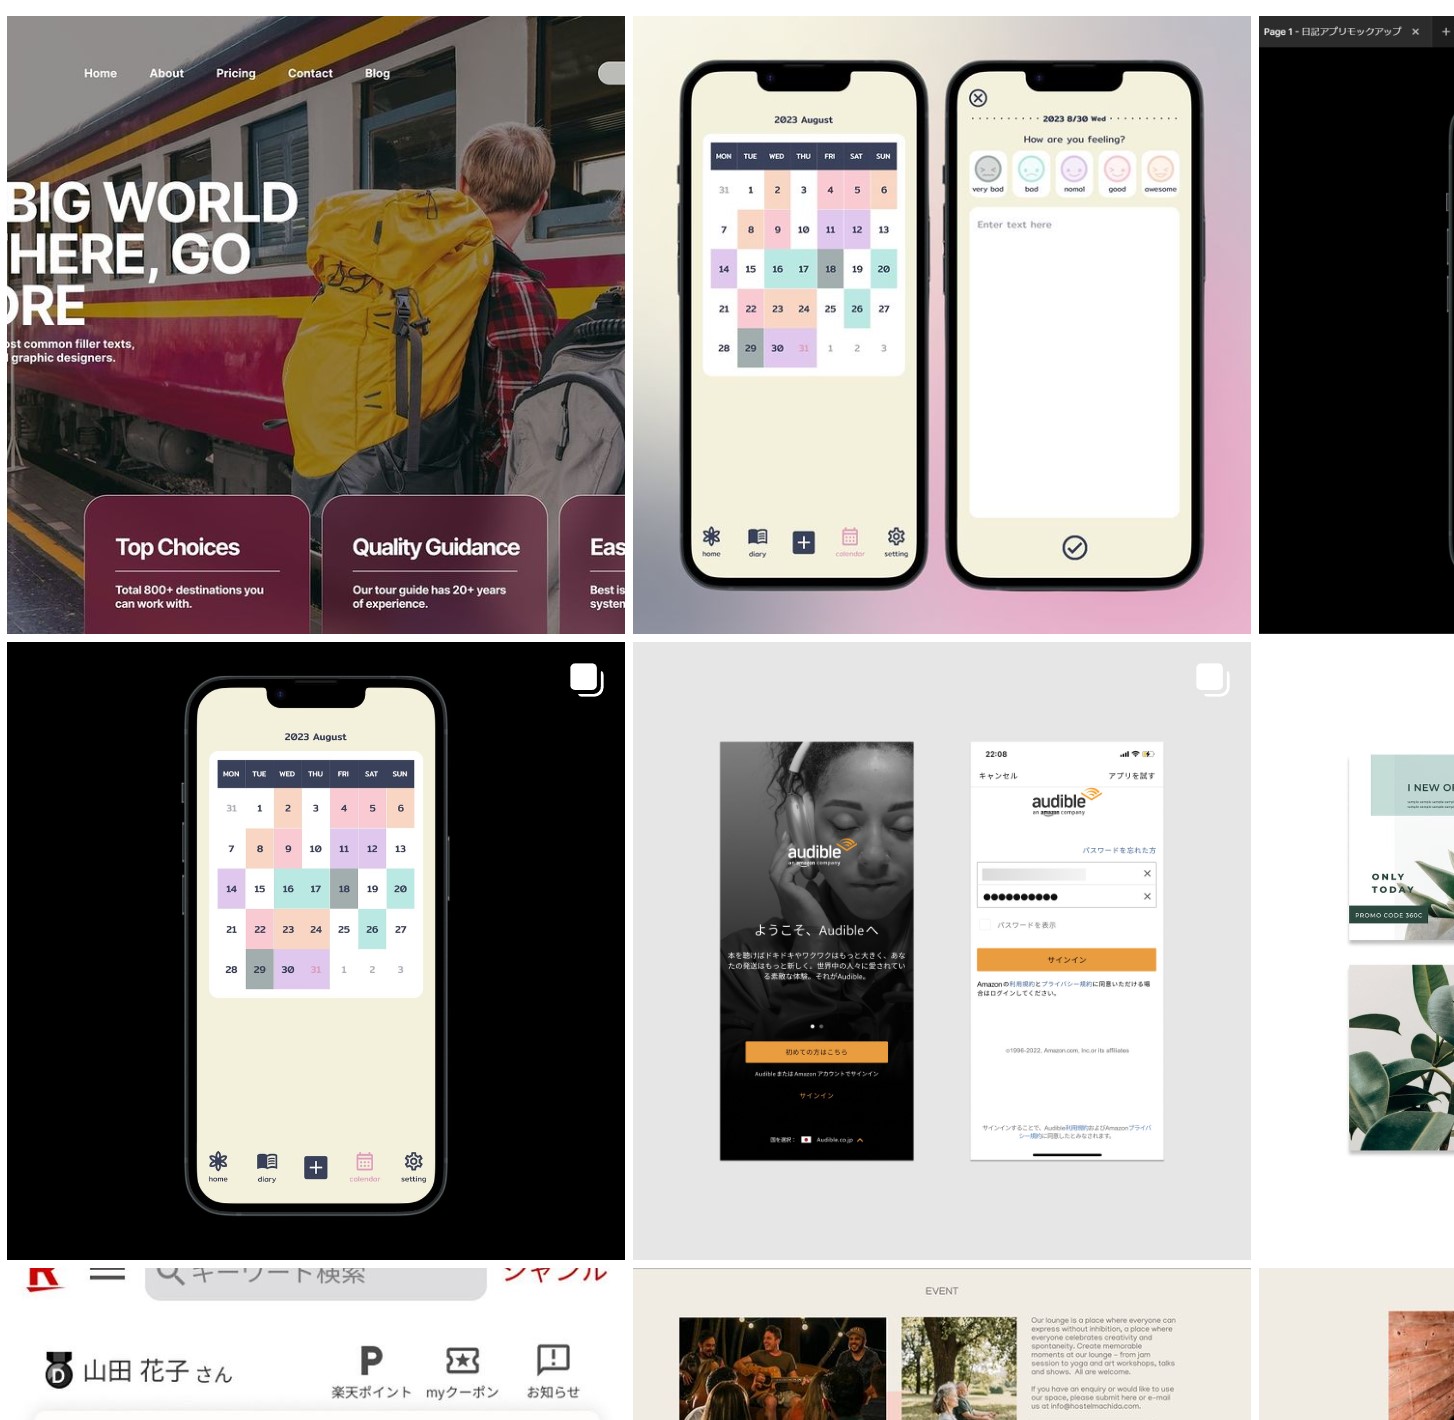 Home About Pricing Contact Blog
BIG WORLD
HERE, GO
ORE
ost common filler texts,
graphic designers.
Top Choices
Total 800+ destinations you
can work with.
Quality Guidance
Our tour guide has 20+ years
of experience.
Eas
Best is
system
2023 August
MON TUE WED THU FRI SAT SUN
31 1 2 3 4 5 6
7 8 9 10 11 12 13
14 15 16 17 18 19 20
21 22 23 24 25 26 27
28 29 30 31 1 2 3
home diary calendar setting
2023 8/30 Wed
How are you feeling?
very bad bad nomal good awesome
Enter text here
Page 1 - 日記アプリモックアップ
2023 August
MON TUE WED THU FRI SAT SUN
31 1 2 3 4 5 6
7 8 9 10 11 12 13
14 15 16 17 18 19 20
21 22 23 24 25 26 27
28 29 30 31 1 2 3
home diary calendar setting
audible
an amazon company
ようこそ、Audibleへ
本を聴けばドキドキやワクワクはもっと大きく、あな
たの発送はもっと新しく。世界中の人々に愛されてい
る素敵な体験。それがAudible。
初めての方はこちら
AudibleまたはAmazon アカウントでサインイン
サインイン
国を選択： Audible.co.jp
22:08
キャンセル アプリを試す
audible
an amazon company
パスワードを忘れた方
パスワードを表示
サインイン
Amazonの利用規約とプライバシー規約に同意いただける場
合はログインしてください。
©1996-2022, Amazon.com, Inc.or its affiliates
サインインすることで、Audible利用規約およびAmazonプライバ
シー規約に同意したとみなされます。
I NEW OF
ONLY
TODAY
PROMO CODE 360C
キーワード検索
ジャンル
山田 花子 さん
楽天ポイント myクーポン お知らせ
EVENT
Our lounge is a place where everyone can
express without inhibition, a place where
everyone celebrates creativity and
spontaneity. Create memorable
moments at our lounge - from jam
session to yoga and art workshops, talks
and shows. All are welcome.
If you have an enquiry or would like to use
our space, please submit here or e-mail
us at info@hostelmachida.com.